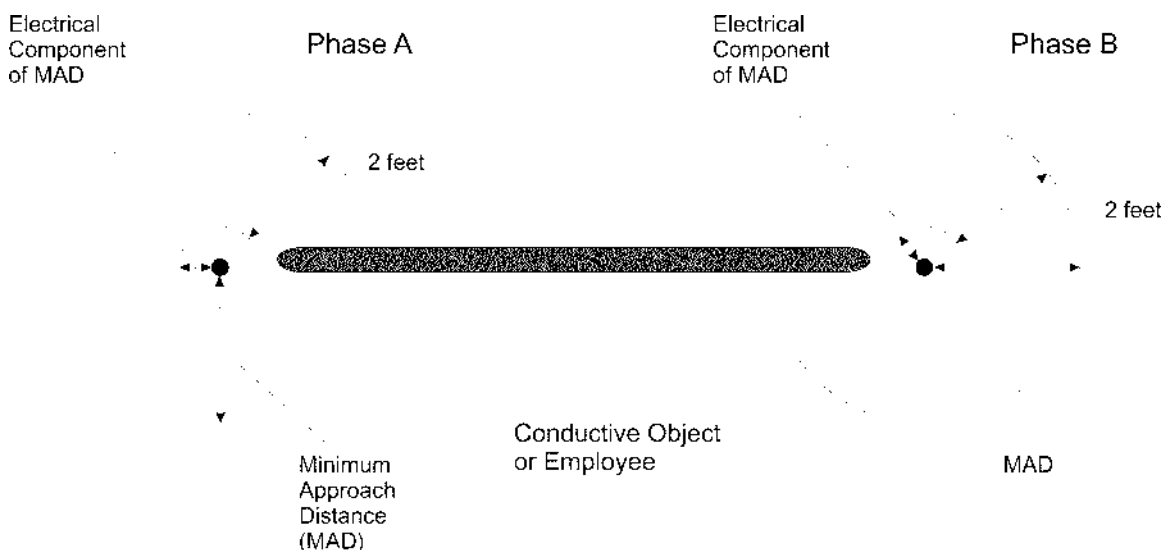 Electrical
Component
of MAD
Phase A
Electrical
Component
of MAD
Phase B
2 feet
2 feet
Conductive Object
or Employee
Minimum
Approach
Distance
(MAD)
MAD